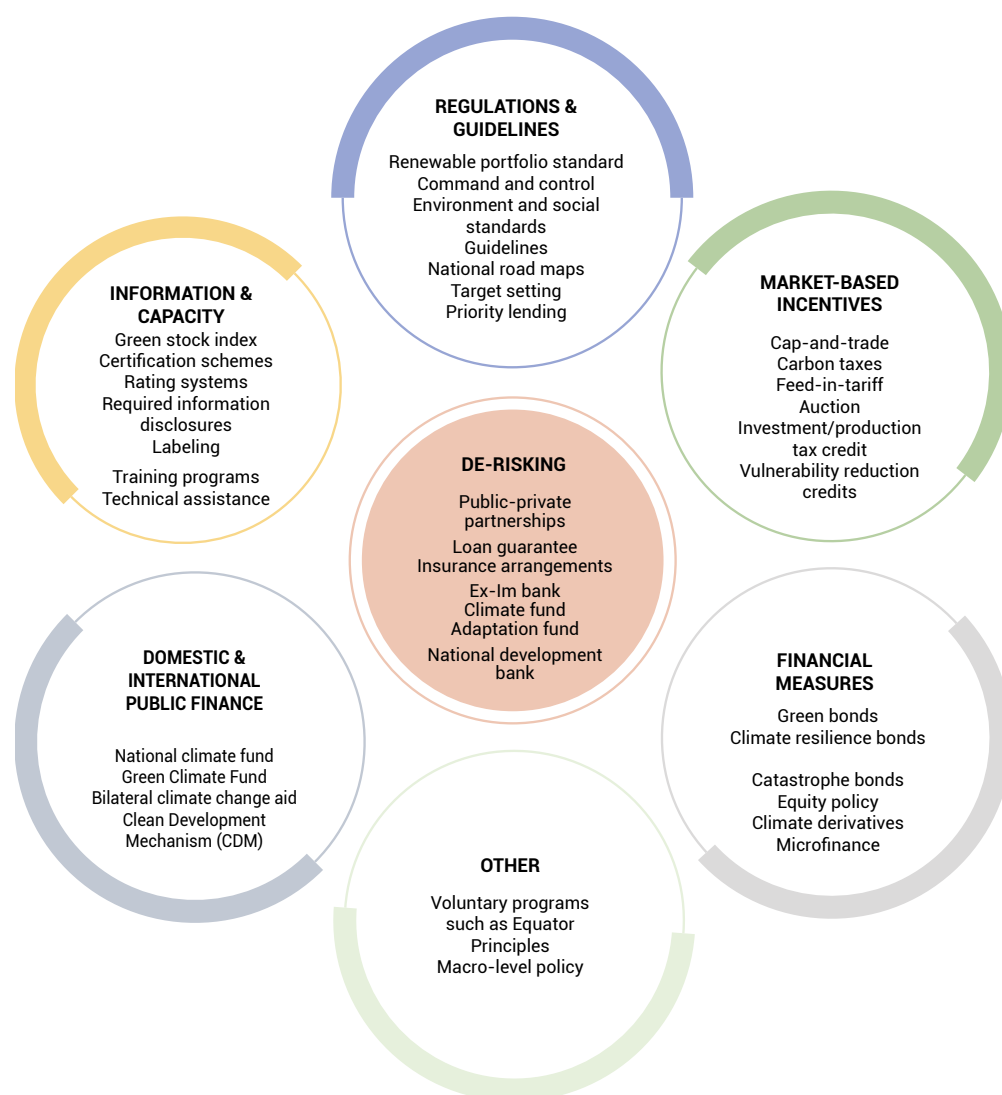 REGULATIONS &
GUIDELINES
Renewable portfolio standard
Command and control
Environment and social
standards
Guidelines
National road maps
Target setting
Priority lending
INFORMATION &
CAPACITY
Green stock index
Certification schemes
Rating systems
Required information
disclosures
Labeling
Training programs
Technical assistance
MARKET-BASED
INCENTIVES
Cap-and-trade
Carbon taxes
Feed-in-tariff
Auction
Investment/production
tax credit
Vulnerability reduction
credits
DE-RISKING
Public-private
partnerships
Loan guarantee
Insurance arrangements
Ex-Im bank
Climate fund
Adaptation fund
National development
bank
DOMESTIC &
INTERNATIONAL
PUBLIC FINANCE
National climate fund
Green Climate Fund
Bilateral climate change aid
Clean Development
Mechanism (CDM)
FINANCIAL
MEASURES
Green bonds
Climate resilience bonds
Catastrophe bonds
Equity policy
Climate derivatives
Microfinance
OTHER
Voluntary programs
such as Equator
Principles
Macro-level policy